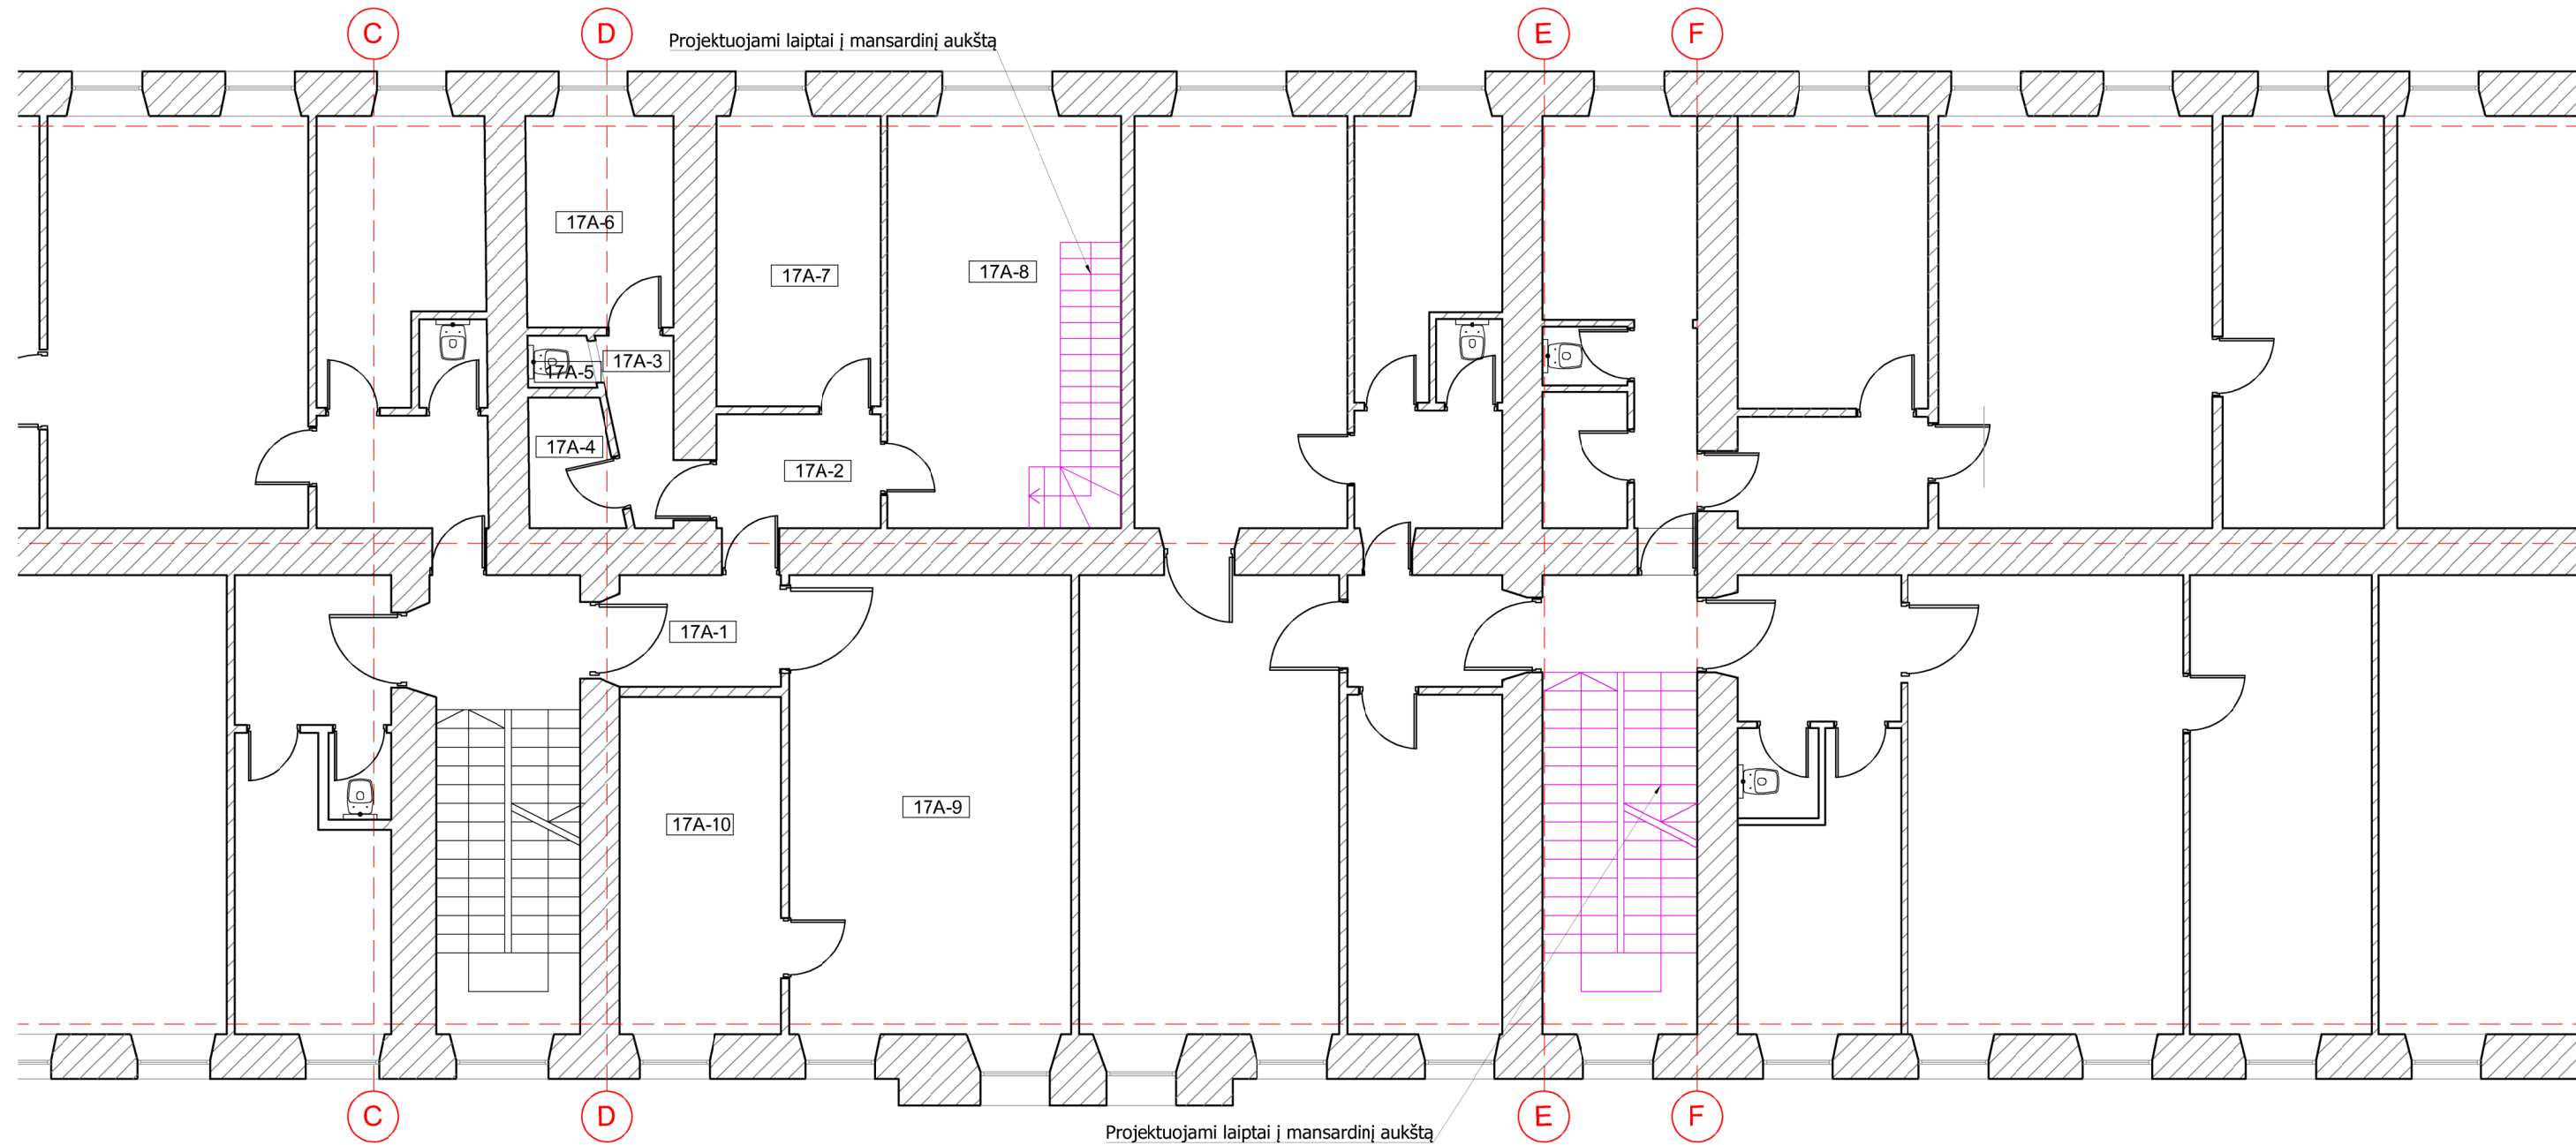 C
D
E
F
Projektuojami laiptai į mansardinį aukštą
17A-6
17A-7
17A-8
17A-3
17A-5
17A-4
17A-2
17A-1
17A-9
17A-10
C
D
E
F
Projektuojami laiptai į mansardinį aukštą